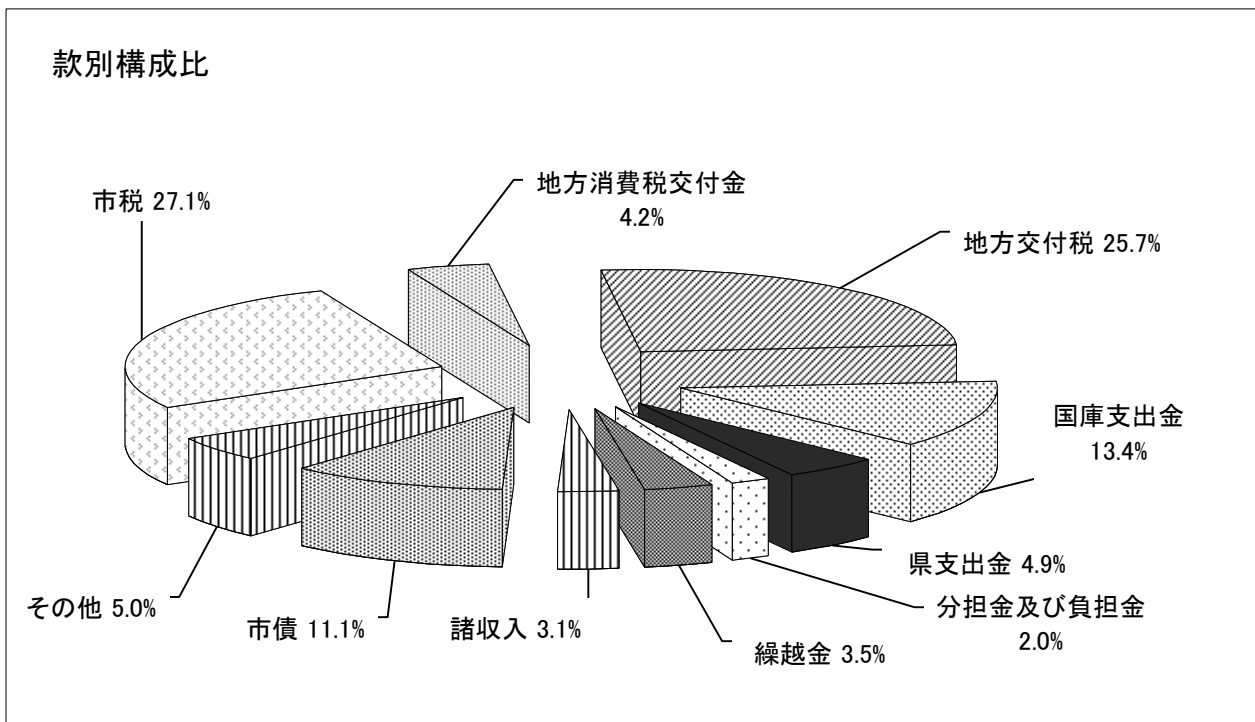 款別構成比
市税 27.1%
地方消費税交付金
4.2%
地方交付税 25.7%
国庫支出金
13.4%
県支出金 4.9%
分担金及び負担金
2.0%
繰越金 3.5%
諸収入 3.1%
市債 11.1%
その他 5.0%